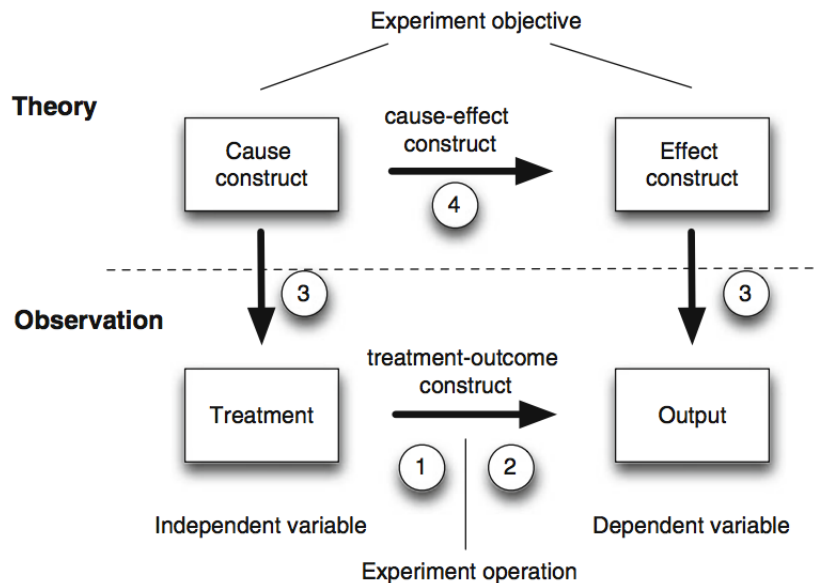 Experiment objective
Theory
Cause
construct
cause-effect
construct
4
Effect
construct
3
3
Observation
Treatment
treatment-outcome
construct
1
2
Output
Independent variable
Dependent variable
Experiment operation